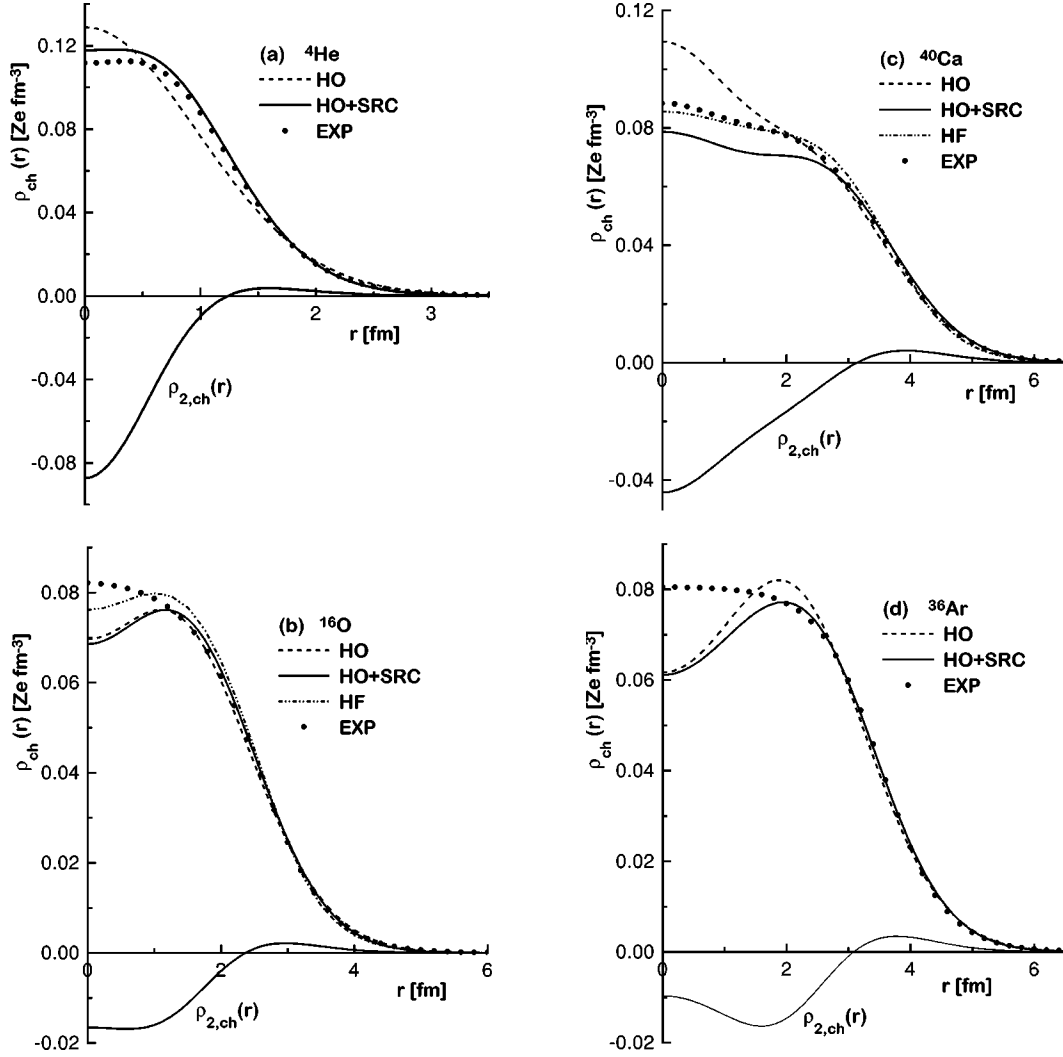 ρch (r) [Ze fm-3]
0.12
0.08
0.04
0.00
-0.04
-0.08
(a) 4He
HO
HO+SRC
EXP
0
1
2
3
r [fm]
ρ2,ch(r)
ρch (r) [Ze fm-3]
0.12
0.08
0.04
0.00
-0.04
(c) 40Ca
HO
HO+SRC
HF
EXP
0
2
4
6
r [fm]
ρ2,ch(r)
ρch (r) [Ze fm-3]
0.08
0.06
0.04
0.02
0.00
-0.02
(b) 16O
HO
HO+SRC
HF
EXP
0
2
4
6
r [fm]
ρ2,ch(r)
ρch (r) [Ze fm-3]
0.08
0.06
0.04
0.02
0.00
-0.02
(d) 36Ar
HO
HO+SRC
EXP
0
2
4
6
r [fm]
ρ2,ch(r)